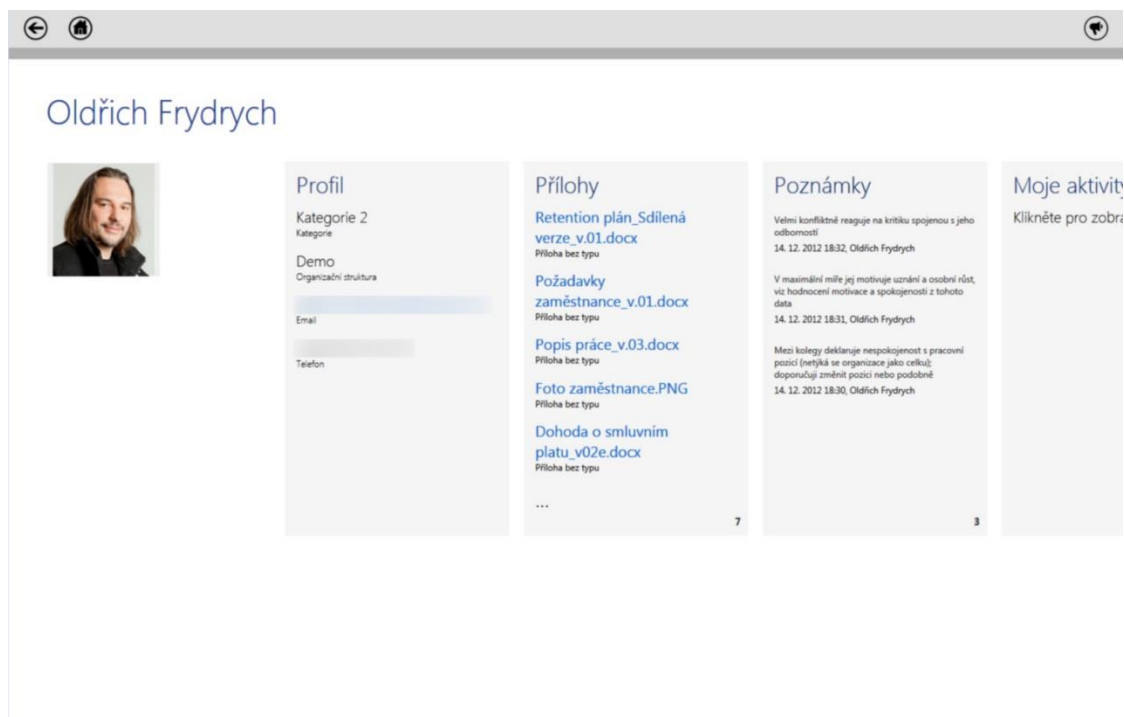 Oldřich Frydrych
Profil
Kategorie 2
Kategorie
Demo
Organizační struktura
Email
Telefon
Přílohy
Retention plán_Sdílená
verze_v.01.docx
Příloha bez typu
Požadavky
zaměstnance_v.01.docx
Příloha bez typu
Popis práce_v.03.docx
Příloha bez typu
Foto zaměstnance.PNG
Příloha bez typu
Dohoda o smluvním
platu_v02e.docx
Příloha bez typu
...
7
Poznámky
Velmi konfliktně reaguje na kritiku spojenou s jeho
odborností
14. 12. 2012 18:32, Oldřich Frydrych
V maximální míře jej motivuje uznání a osobní růst,
viz hodnocení motivace a spokojenosti z tohoto
data
14. 12. 2012 18:31, Oldřich Frydrych
Mezi kolegy deklaruje nespokojenost s pracovní
pozicí (netýká se organizace jako celku);
doporučuji změnit pozici nebo podobně
14. 12. 2012 18:30, Oldřich Frydrych
3
Moje aktivity
Klikněte pro zobra